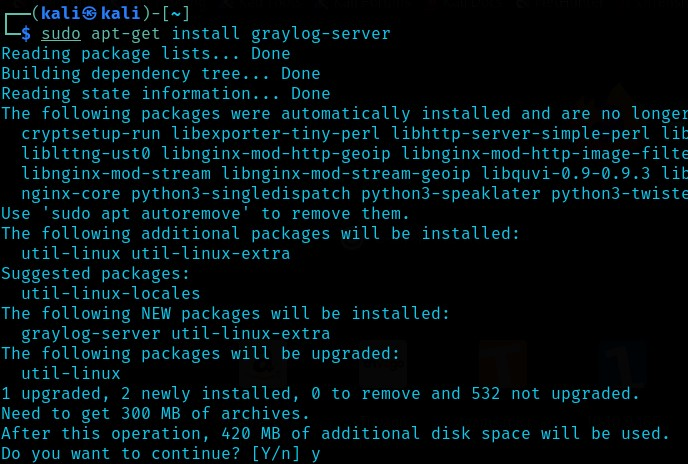 ┌──(kali㉿kali)-[~]
└─$ sudo apt-get install graylog-server
Reading package lists... Done
Building dependency tree... Done
Reading state information... Done
The following packages were automatically installed and are no longer
  cryptsetup-run libexporter-tiny-perl libhttp-server-simple-perl lib
  liblttng-ust0 libnginx-mod-http-geoip libnginx-mod-http-image-filte
  libnginx-mod-stream libnginx-mod-stream-geoip libquvi-0.9-0.9.3 lib
  nginx-core python3-singledispatch python3-speaklater python3-twiste
Use 'sudo apt autoremove' to remove them.
The following additional packages will be installed:
  util-linux util-linux-extra
Suggested packages:
  util-linux-locales
The following NEW packages will be installed:
  graylog-server util-linux-extra
The following packages will be upgraded:
  util-linux
1 upgraded, 2 newly installed, 0 to remove and 532 not upgraded.
Need to get 300 MB of archives.
After this operation, 420 MB of additional disk space will be used.
Do you want to continue? [Y/n] y